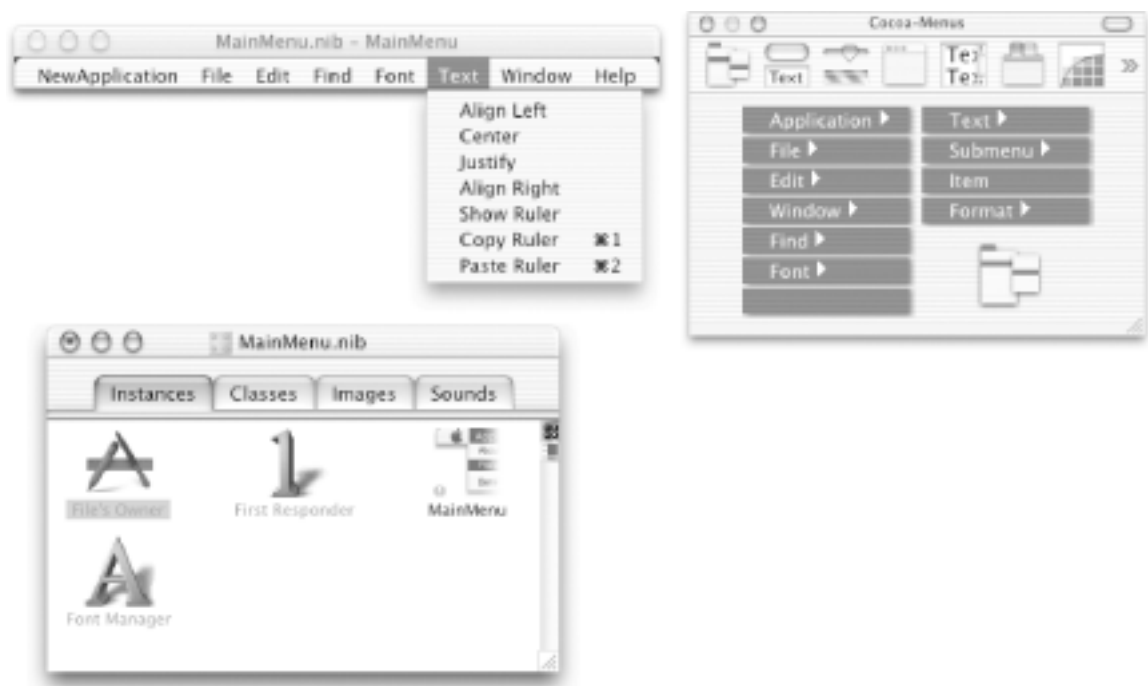 MainMenu.nib – MainMenu
NewApplication File Edit Find Font Text Window Help
Align Left
Center
Justify
Align Right
Show Ruler
Copy Ruler ⌘1
Paste Ruler ⌘2
Cocoa-Menus
Text Text
Text
Application Text
File Submenu
Edit Item
Window Format
Find
Font
MainMenu.nib
Instances Classes Images Sounds
File's Owner First Responder MainMenu
Font Manager